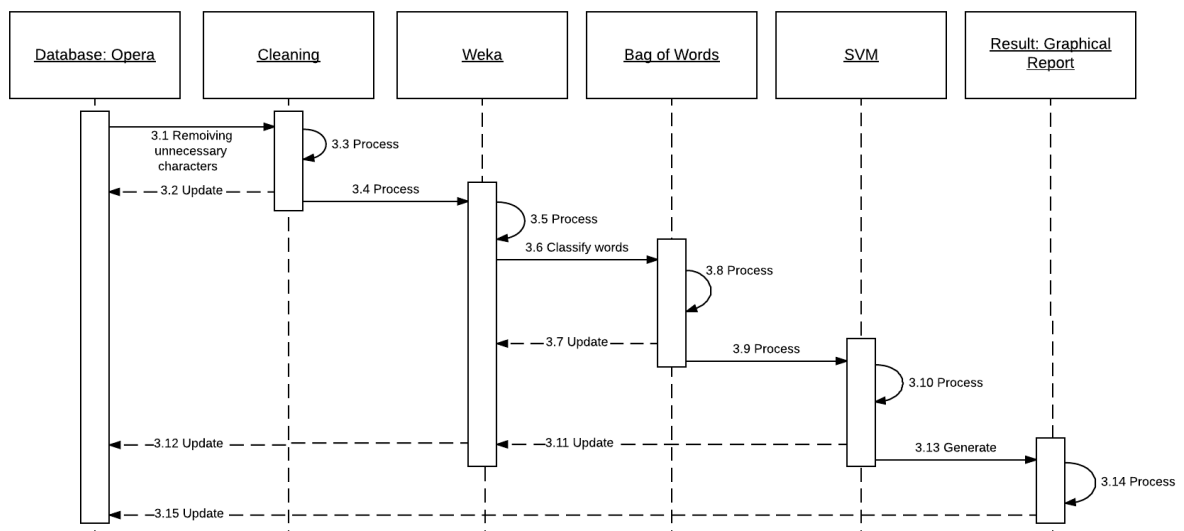 Database: Opera
Cleaning
Weka
Bag of Words
SVM
Result: Graphical
Report
3.1 Remoiving
unnecessary
characters
3.3 Process
3.2 Update
3.4 Process
3.5 Process
3.6 Classify words
3.8 Process
3.7 Update
3.9 Process
3.10 Process
3.12 Update
3.11 Update
3.13 Generate
3.14 Process
3.15 Update